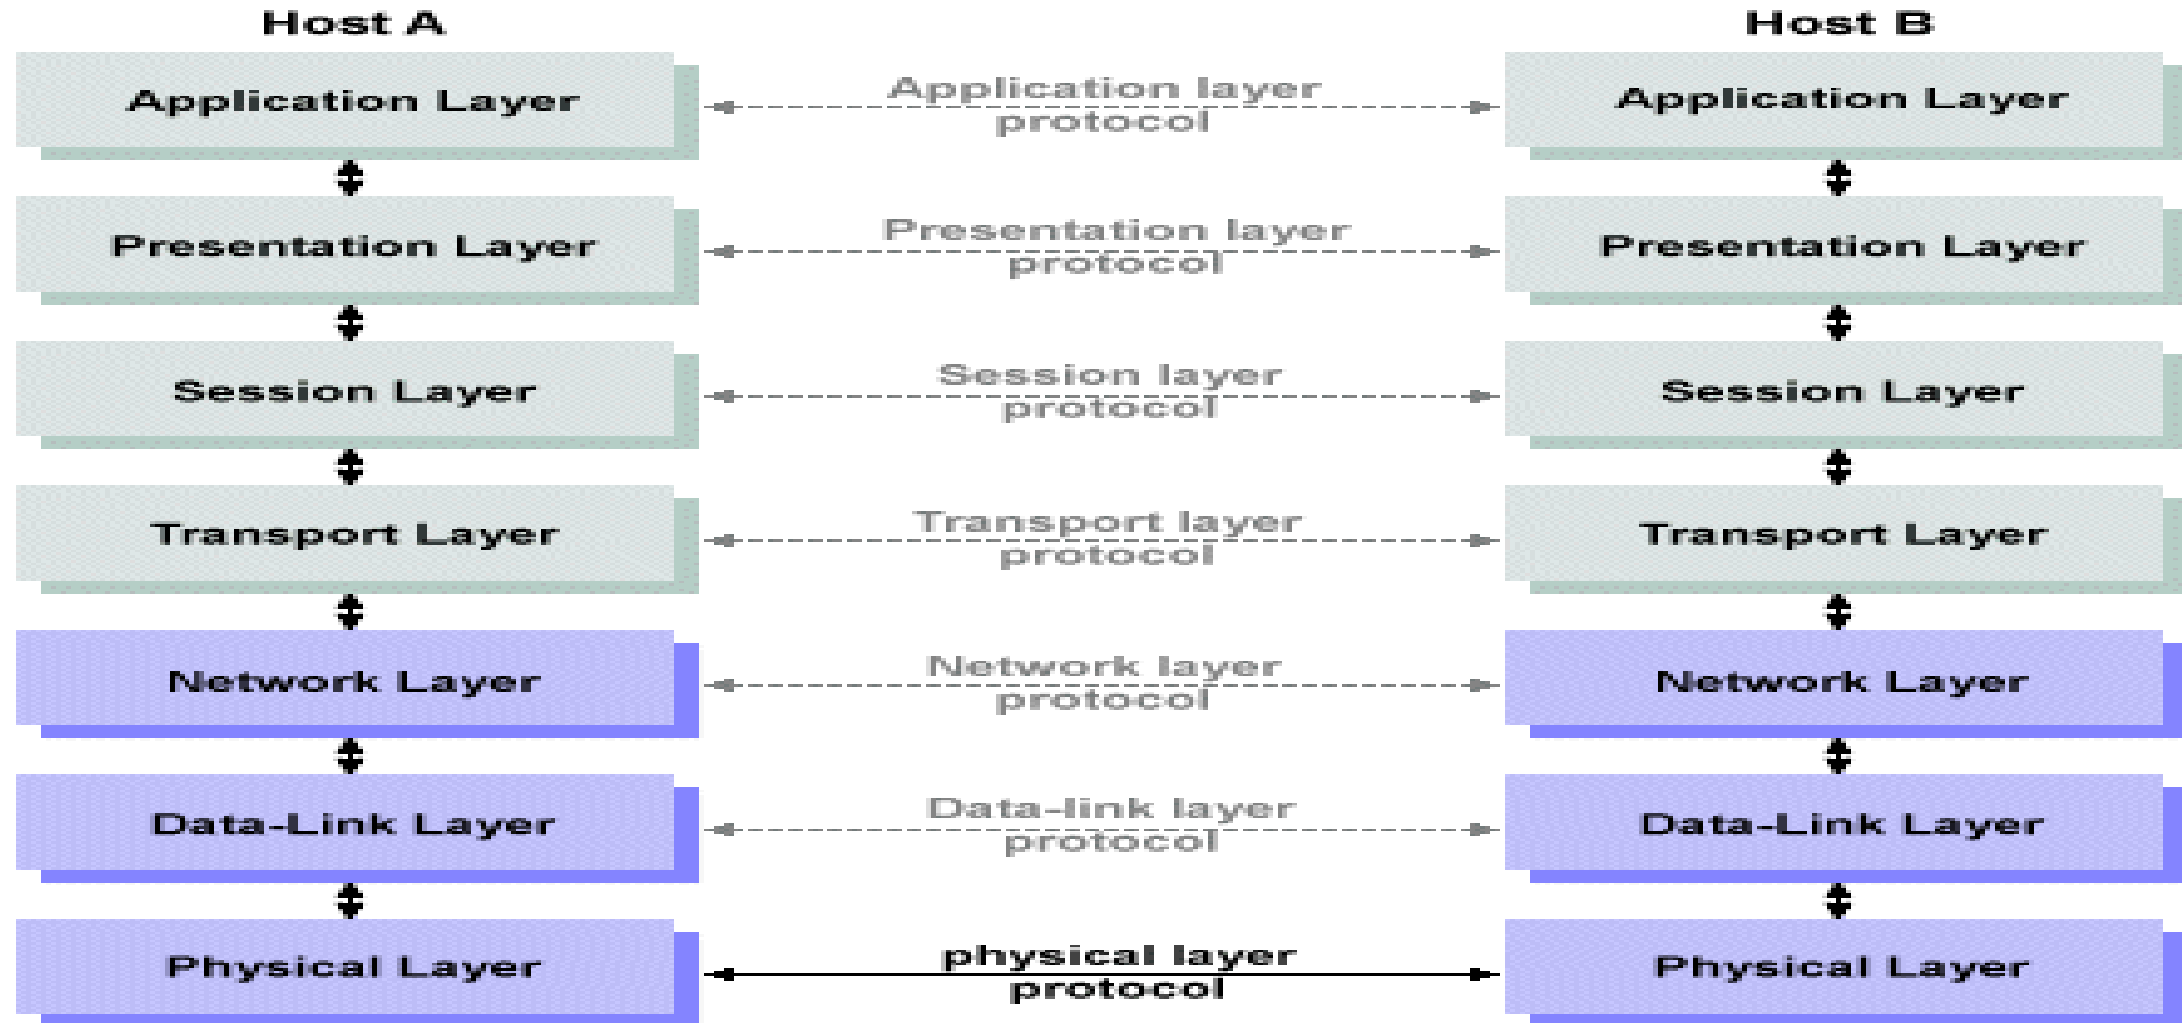 Host A
Host B
Application Layer
Application layer
protocol
Application Layer
Presentation Layer
Presentation layer
protocol
Presentation Layer
Session Layer
Session layer
protocol
Session Layer
Transport Layer
Transport layer
protocol
Transport Layer
Network Layer
Network layer
protocol
Network Layer
Data-Link Layer
Data-link layer
protocol
Data-Link Layer
Physical Layer
physical layer
protocol
Physical Layer